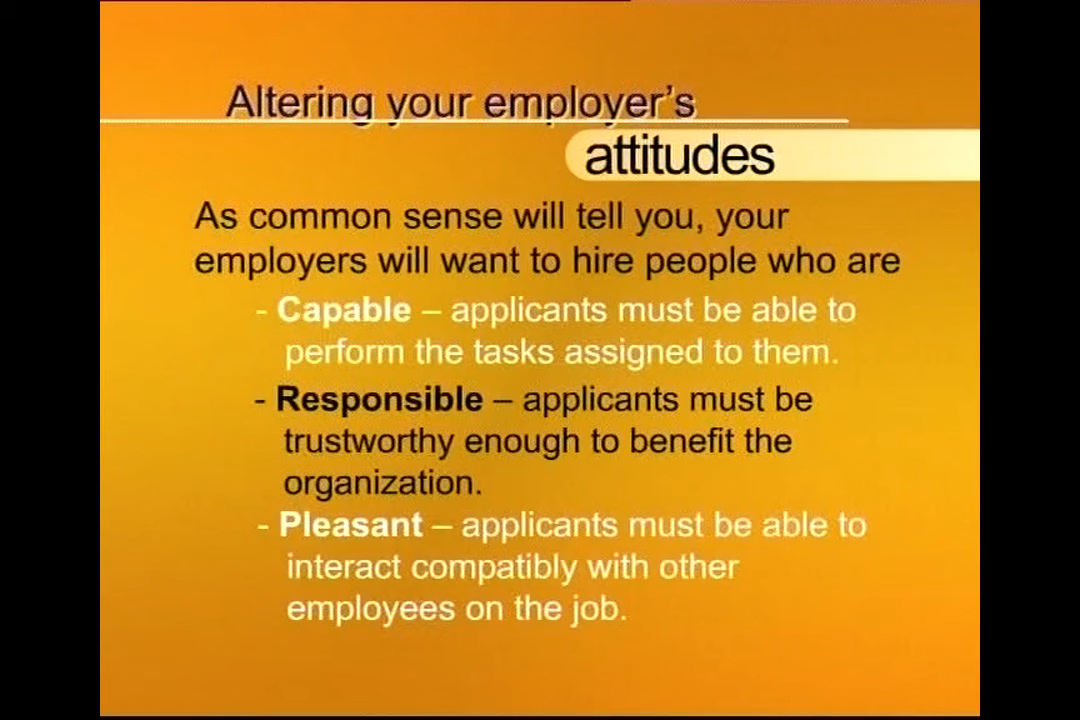 Altering your employer's
attitudes
As common sense will tell you, your
employers will want to hire people who are
- Capable – applicants must be able to
perform the tasks assigned to them.
- Responsible – applicants must be
trustworthy enough to benefit the
organization.
- Pleasant – applicants must be able to
interact compatibly with other
employees on the job.